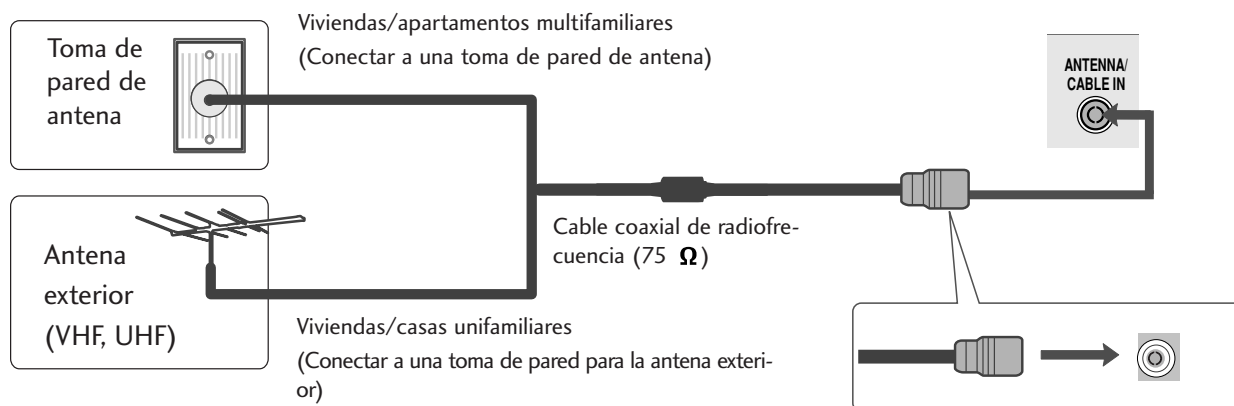 Viviendas/apartamentos multifamiliares
(Conectar a una toma de pared de antena)
Toma de
pared de
antena
ANTENNA/
CABLE IN
Cable coaxial de radiofre-
cuencia (75 Ω)
Antena
exterior
(VHF, UHF)
Viviendas/casas unifamiliares
(Conectar a una toma de pared para la antena exteri-
or)